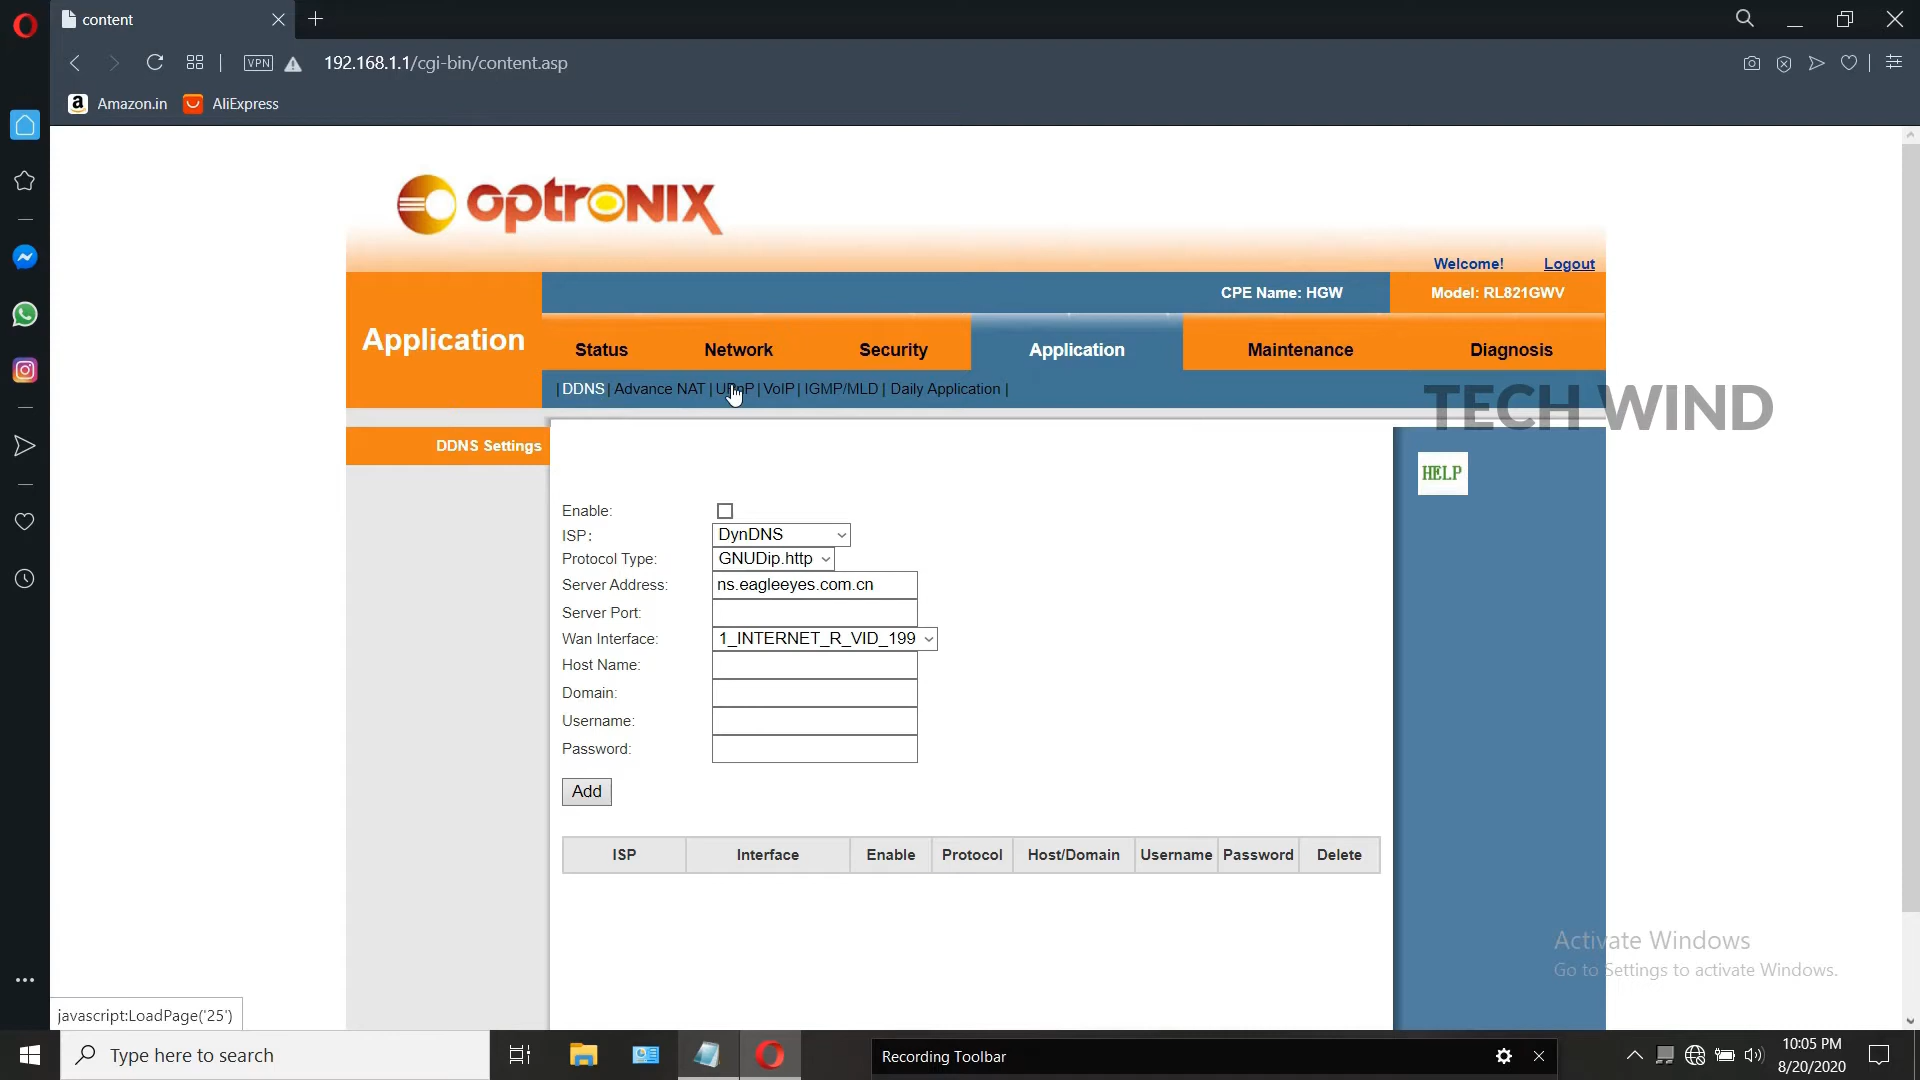 content
VPN
192.168.1.1/cgi-bin/content.asp
a Amazon.in AliExpress
optronix
Welcome! Logout
CPE Name: HGW
Model: RL821GWV
Application
Status Network Security Application Maintenance Diagnosis
|DDNS| Advance NAT |UPnP |VoIP| IGMP/MLD| Daily Application |
TECH WIND
DDNS Settings
HELP
Enable:
ISP: DynDNS
Protocol Type: GNUDip.http
Server Address: ns.eagleeyes.com.cn
Server Port:
Wan Interface: 1_INTERNET_R_VID_199
Host Name:
Domain:
Username:
Password:
Add
ISP Interface Enable Protocol Host/Domain Username Password Delete
Activate Windows
Go to Settings to activate Windows.
javascript:LoadPage('25')
Type here to search
Recording Toolbar
10:05 PM
8/20/2020